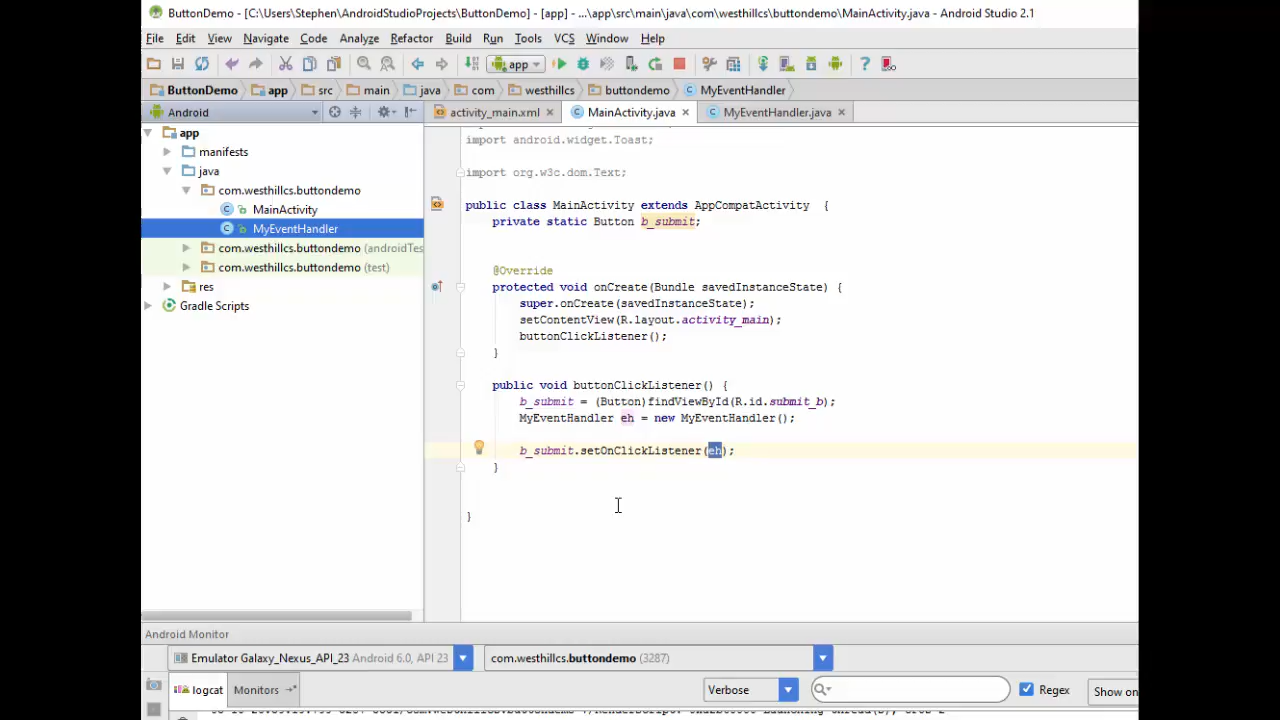 ButtonDemo - [C:\Users\Stephen\AndroidStudioProjects\ButtonDemo] - [app] - ...\app\src\main\java\com\westhillcs\buttondemo\MainActivity.java - Android Studio 2.1
File Edit View Navigate Code Analyze Refactor Build Run Tools VCS Window Help
app
ButtonDemo app src main java com westhillcs buttondemo MyEventHandler
Android
activity_main.xml MainActivity.java MyEventHandler.java
app
manifests
java
com.westhillcs.buttondemo
MainActivity
MyEventHandler
com.westhillcs.buttondemo (androidTes
com.westhillcs.buttondemo (test)
res
Gradle Scripts
import android.widget.Toast;
import org.w3c.dom.Text;
public class MainActivity extends AppCompatActivity {
private static Button b_submit;
@Override
protected void onCreate(Bundle savedInstanceState) {
super.onCreate(savedInstanceState);
setContentView(R.layout.activity_main);
buttonClickListener();
}
public void buttonClickListener() {
b_submit = (Button)findViewById(R.id.submit_b);
MyEventHandler eh = new MyEventHandler();
b_submit.setOnClickListener(eh);
}
}
Android Monitor
Emulator Galaxy_Nexus_API_23 Android 6.0, API 23 com.westhillcs.buttondemo (3287)
logcat Monitors Verbose Regex Show on